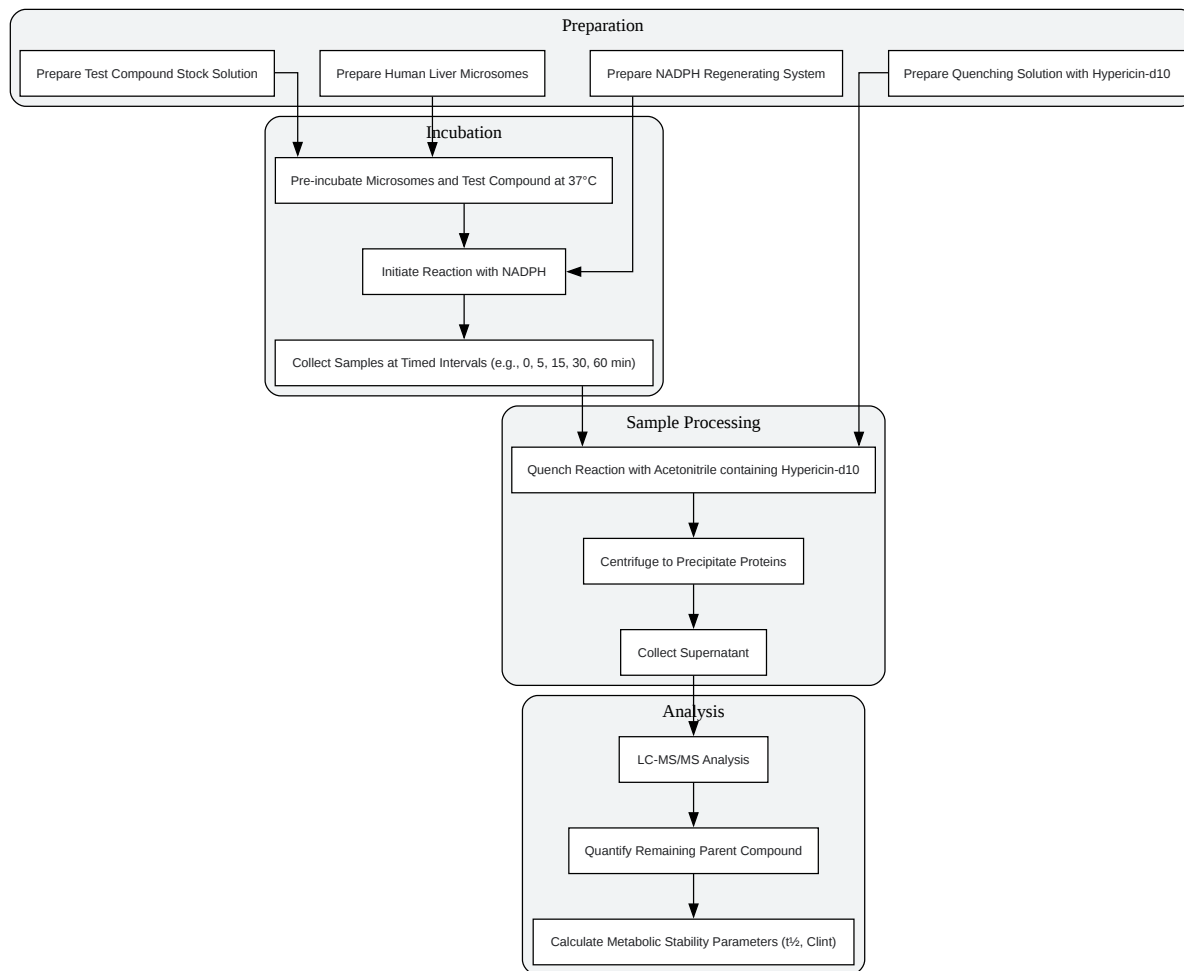 Preparation
Prepare Test Compound Stock Solution
Prepare Human Liver Microsomes
Prepare NADPH Regenerating System
Prepare Quenching Solution with Hypericin-d10
Incubation
Pre-incubate Microsomes and Test Compound at 37°C
Initiate Reaction with NADPH
Collect Samples at Timed Intervals (e.g., 0, 5, 15, 30, 60 min)
Sample Processing
Quench Reaction with Acetonitrile containing Hypericin-d10
Centrifuge to Precipitate Proteins
Collect Supernatant
Analysis
LC-MS/MS Analysis
Quantify Remaining Parent Compound
Calculate Metabolic Stability Parameters (t½, Clint)